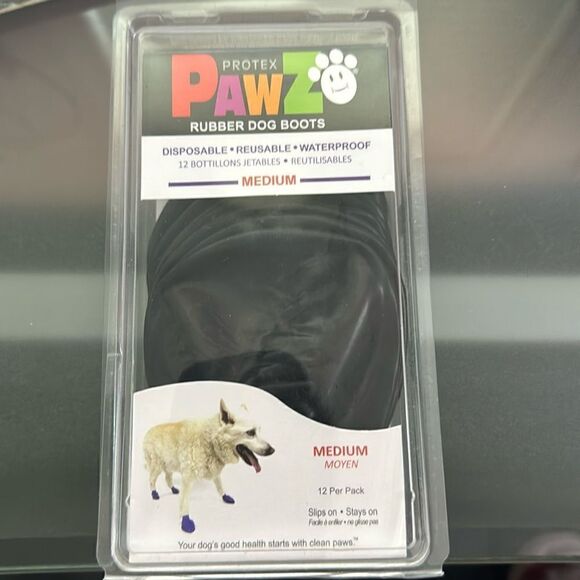 PROTEX
PAWZ
RUBBER DOG BOOTS
DISPOSABLE • REUSABLE • WATERPROOF
12 BOTTILLONS JETABLES • REUTILISABLES
MEDIUM
MEDIUM
MOYEN
12 Per Pack
Slips on • Stays on
Facile à enfiler • ne glisse pas
Your dog's good health starts with clean paws.™